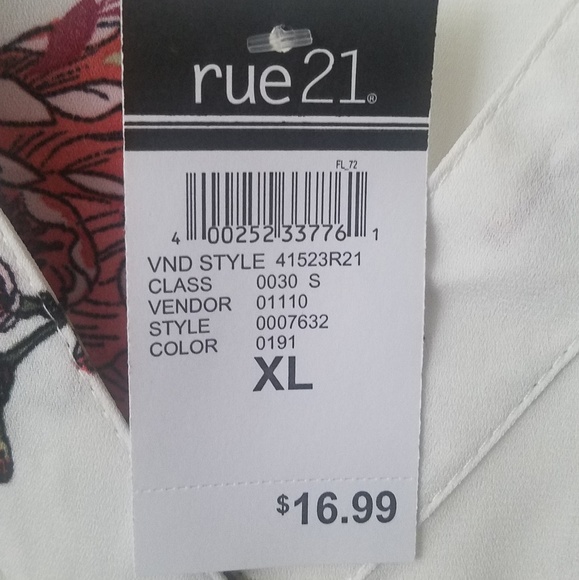 rue21®
FL_72
4 00252 33776 1
VND STYLE 41523R21
CLASS 0030 S
VENDOR 01110
STYLE 0007632
COLOR 0191
XL
$16.99